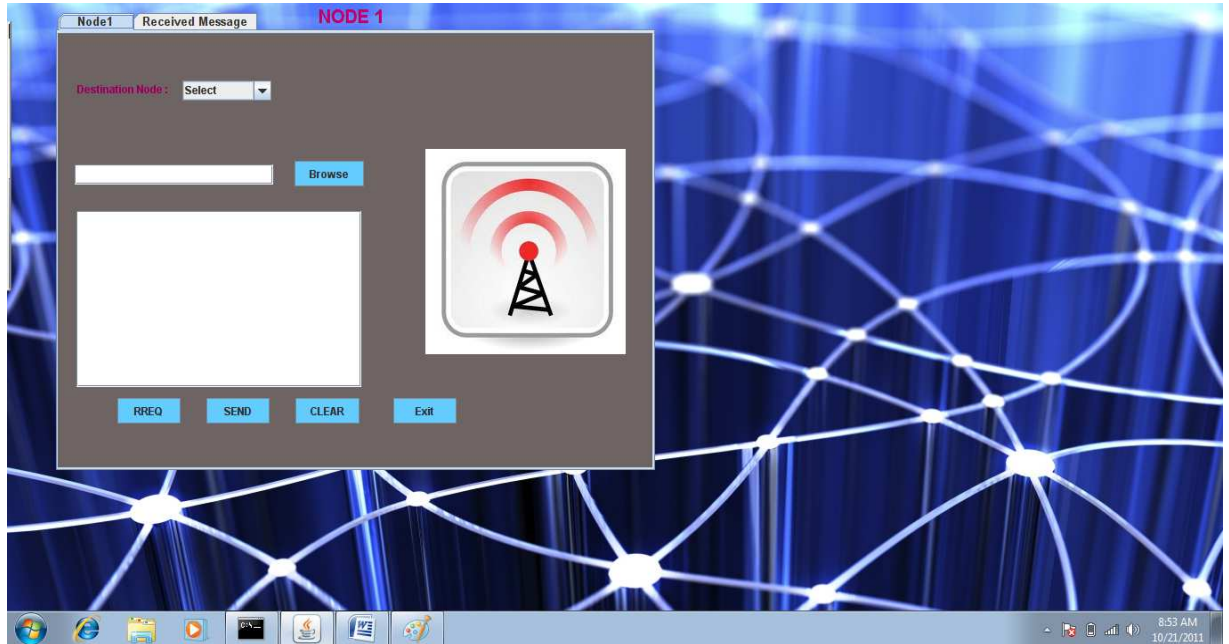 Node1 Received Message
NODE 1
Destination Node : Select
Browse
RREQ SEND CLEAR Exit
C:\
W
8:53 AM
10/21/2011